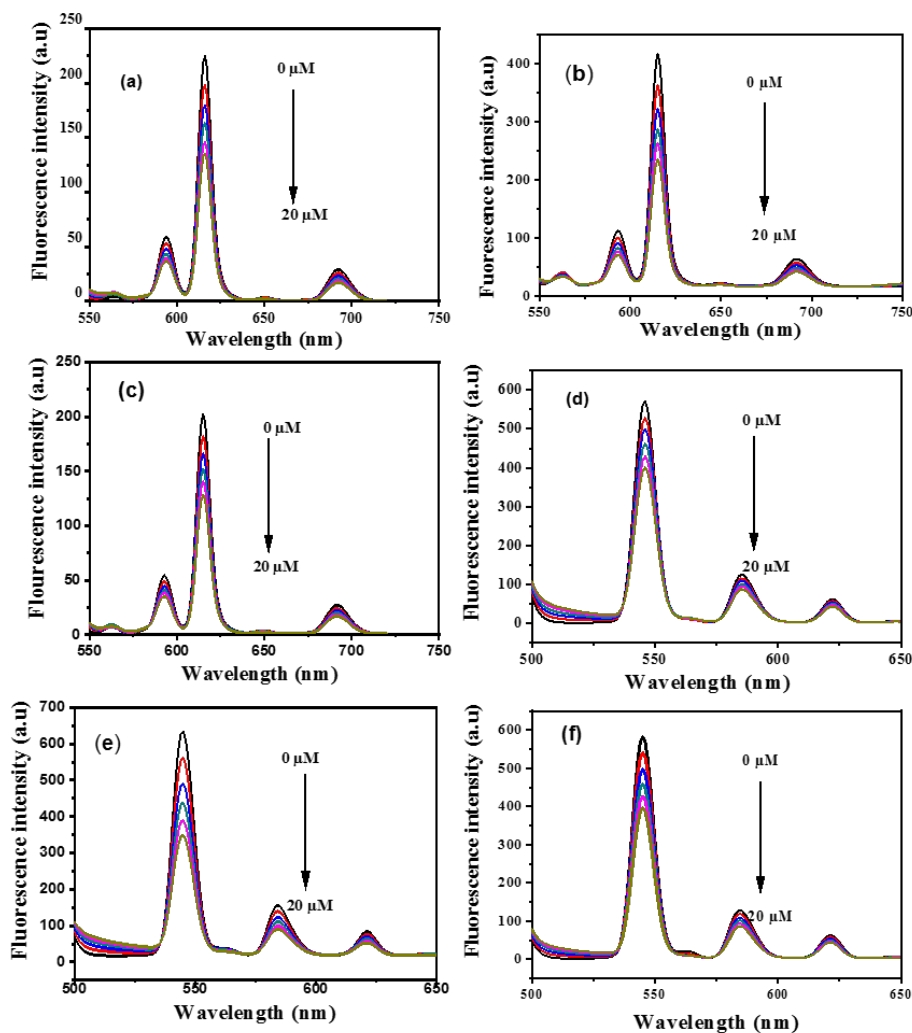 Fluorescence intensity (a.u)
250
200
150
100
50
0
(a)
0 µM
20 µM
550 600 650 700 750
Wavelength (nm)
Fuorescence intensity (a.u)
400
300
200
100
0
(b)
0 µM
20 µM
550 600 650 700 750
Wavelength (nm)
Flourescence intensity (a.u)
250
200
150
100
50
0
(c)
0 µM
20 µM
550 600 650 700 750
Wavelength (nm)
Fluorescence intensity (a.u)
600
500
400
300
200
100
0
(d)
0 µM
20 µM
500 550 600 650
Wavelength (nm)
Fluorescence intensity (a.u)
700
600
500
400
300
200
100
0
(e)
0 µM
20 µM
500 550 600 650
Wavelength (nm)
Fluorescence intensity (a.u)
600
500
400
300
200
100
0
(f)
0 µM
20 µM
500 550 600 650
Wavelength (nm)